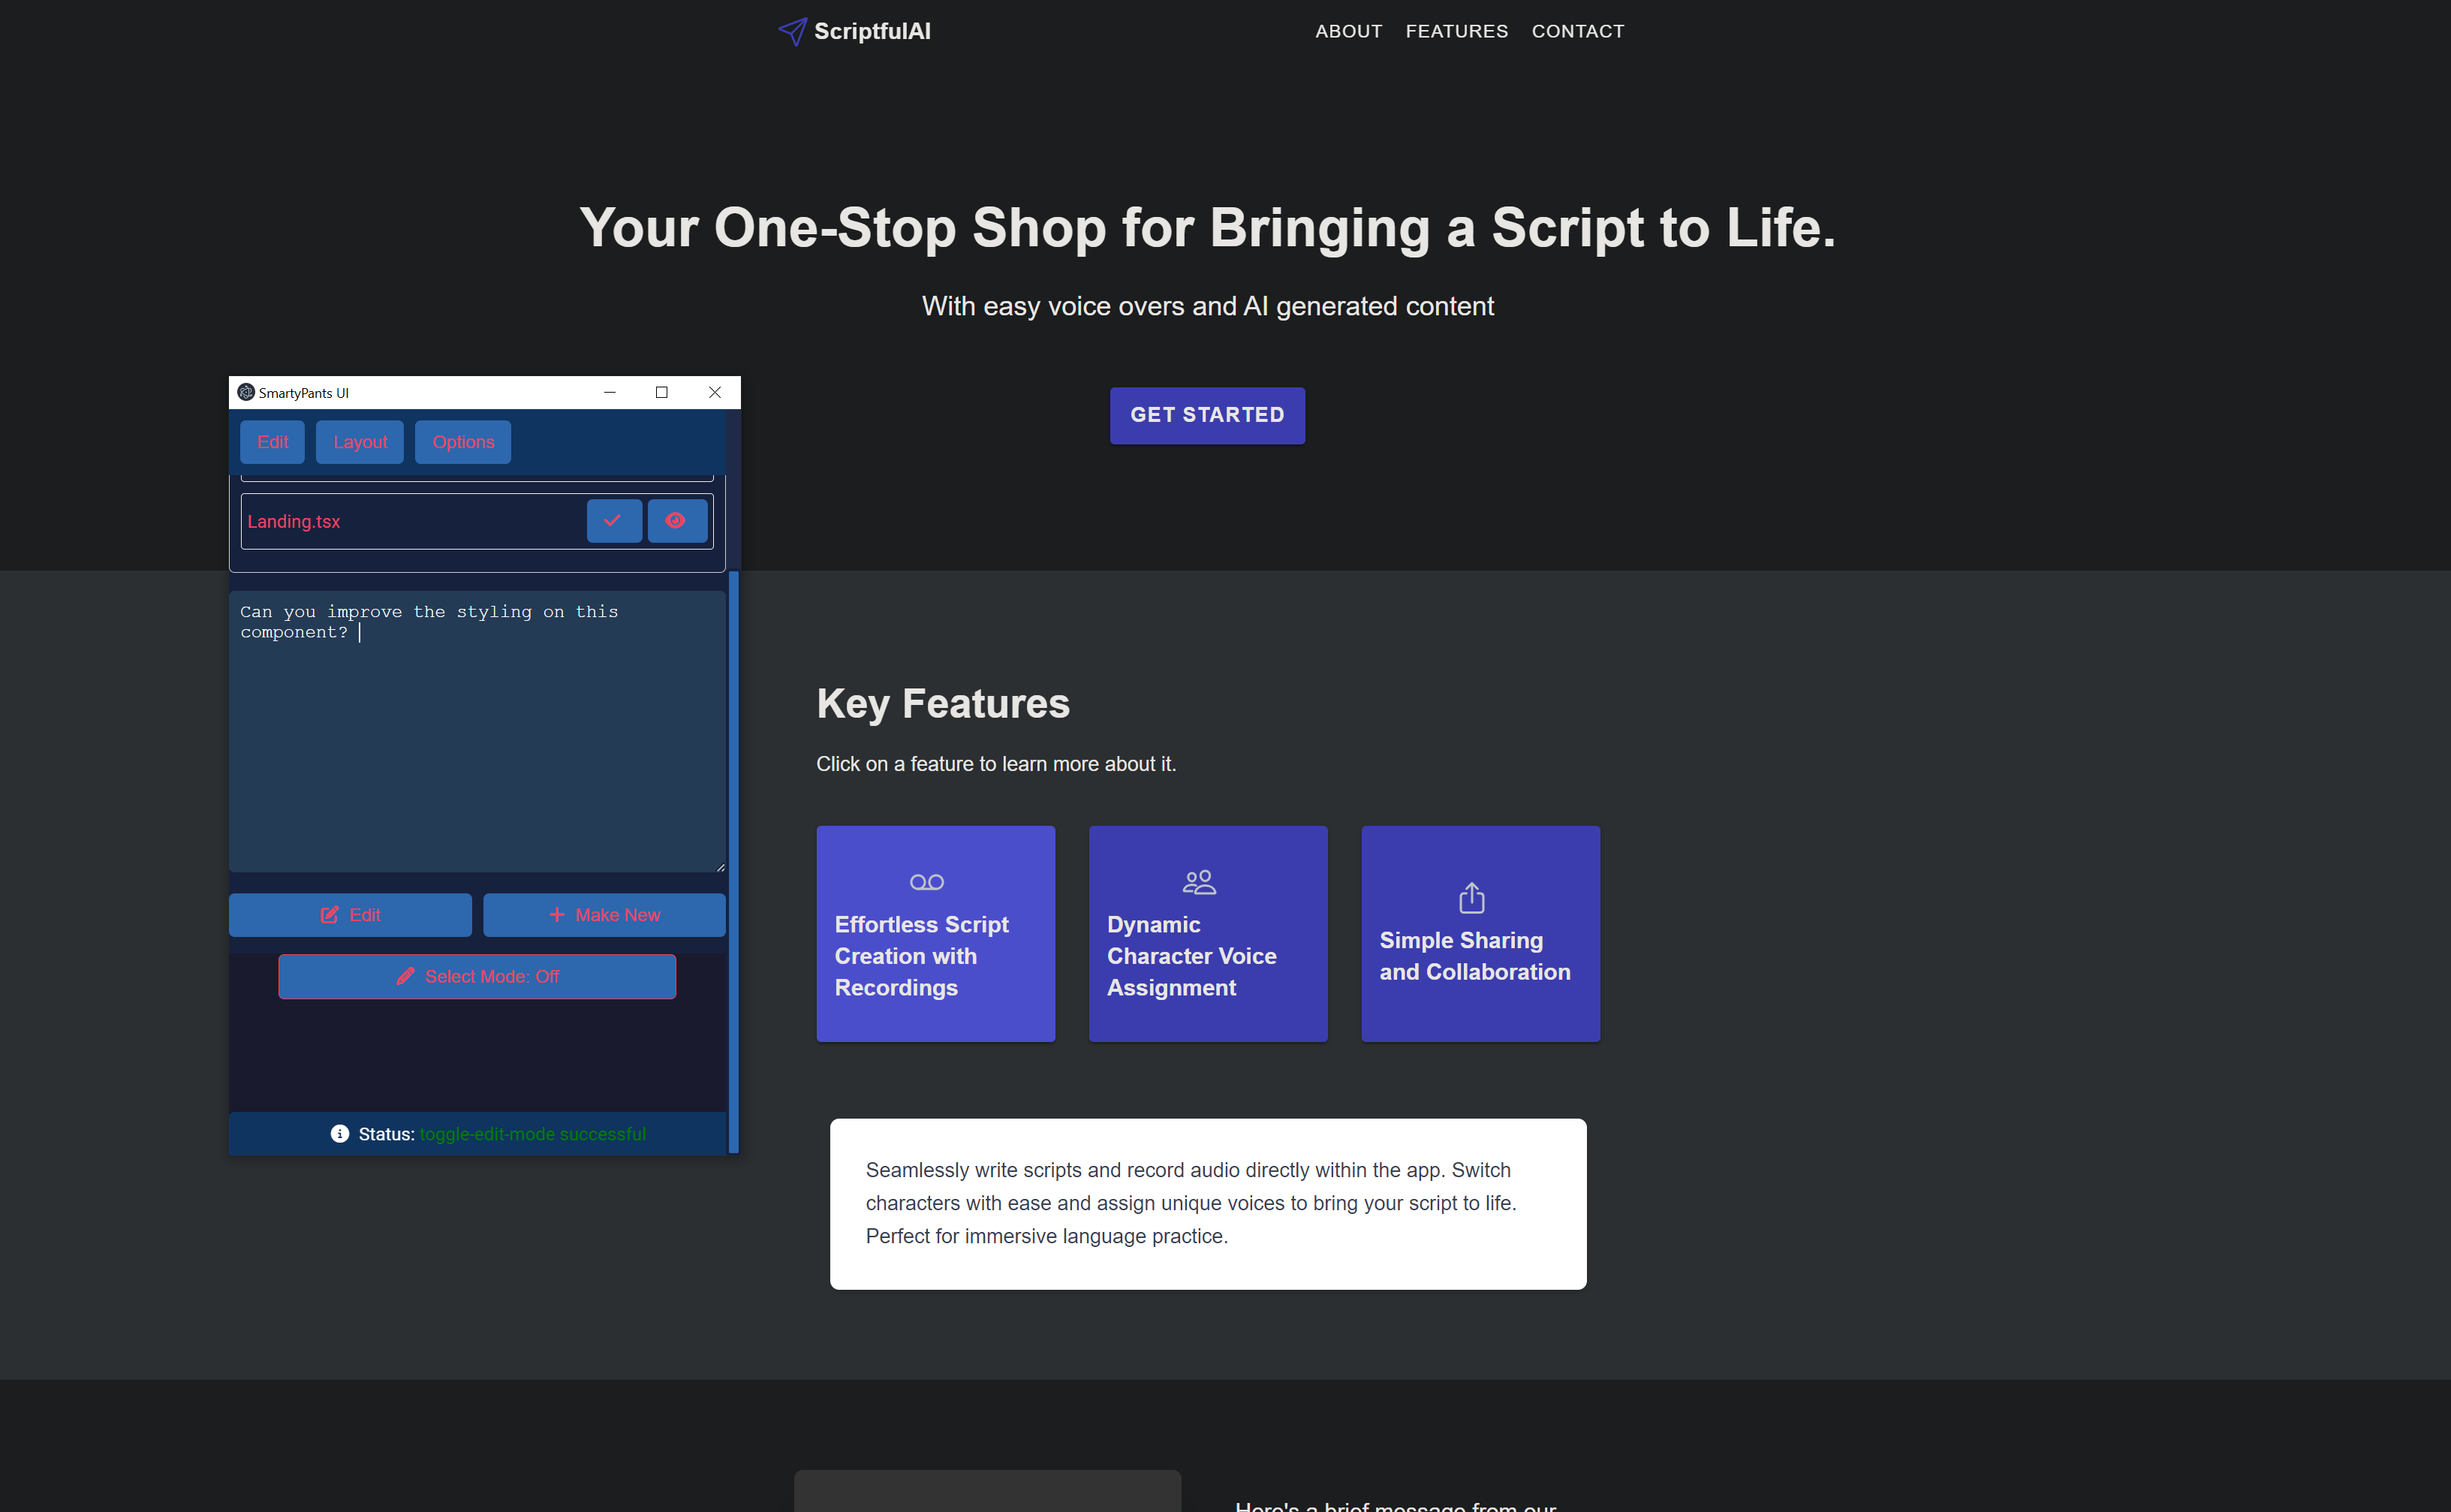 ScriptfulAI
ABOUT FEATURES CONTACT
Your One-Stop Shop for Bringing a Script to Life.
With easy voice overs and AI generated content
GET STARTED
SmartyPants UI
Edit Layout Options
Landing.tsx
Can you improve the styling on this
component?
Edit Make New
Select Mode: Off
Status: toggle-edit-mode successful
Key Features
Click on a feature to learn more about it.
Effortless Script
Creation with
Recordings
Dynamic
Character Voice
Assignment
Simple Sharing
and Collaboration
Seamlessly write scripts and record audio directly within the app. Switch
characters with ease and assign unique voices to bring your script to life.
Perfect for immersive language practice.
Here's a brief message from our